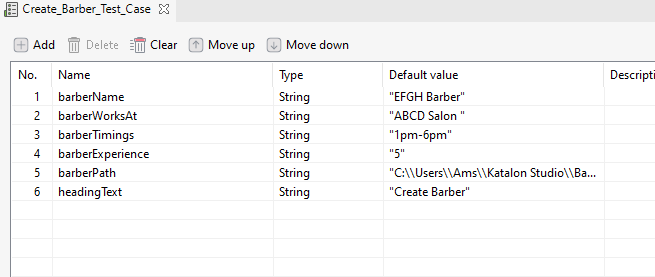 Create_Barber_Test_Case
Add Delete Clear Move up Move down
No. Name Type Default value Descripti
1 barberName String "EFGH Barber"
2 barberWorksAt String "ABCD Salon "
3 barberTimings String "1pm-6pm"
4 barberExperience String "5"
5 barberPath String "C:\\Users\\Ams\\Katalon Studio\\Ba...
6 headingText String "Create Barber"